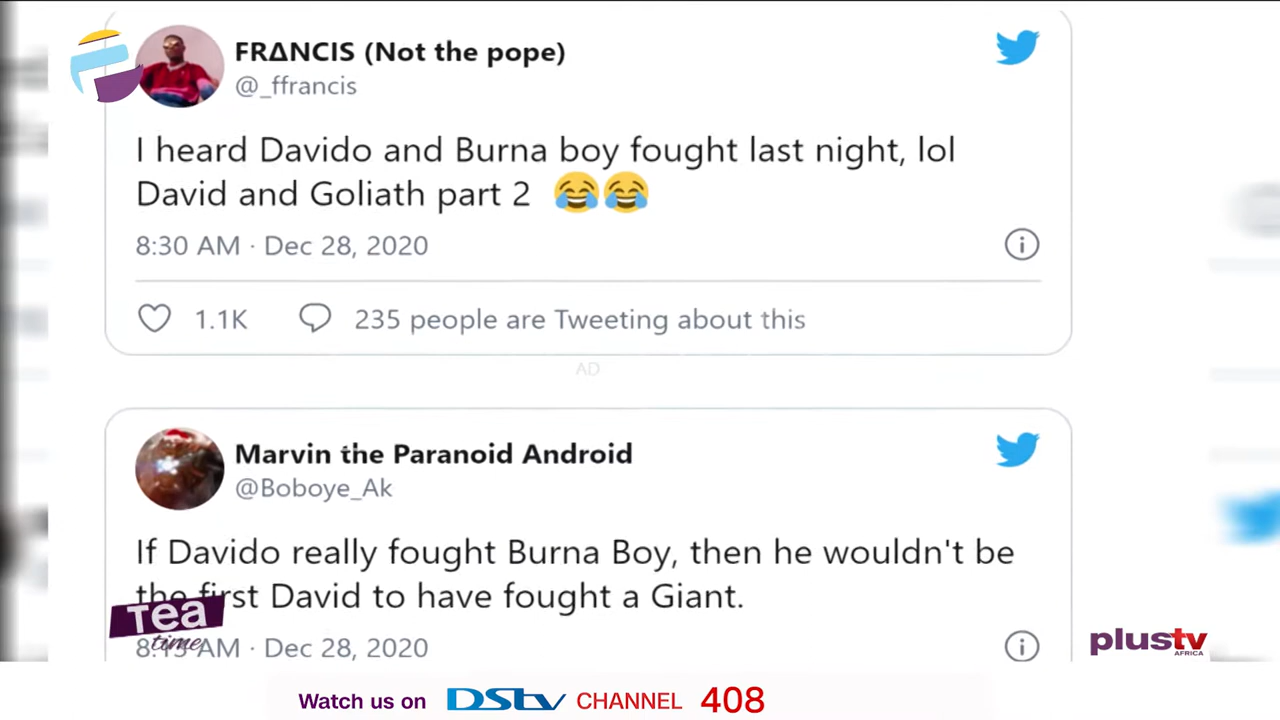 FRΔNCIS (Not the pope)
@_ffrancis
I heard Davido and Burna boy fought last night, lol
David and Goliath part 2 😂😂
8:30 AM · Dec 28, 2020
1.1K 235 people are Tweeting about this
AD
Marvin the Paranoid Android
@Boboye_Ak
If Davido really fought Burna Boy, then he wouldn't be
the first David to have fought a Giant.
Tea
time
8:15 AM · Dec 28, 2020
plustv
AFRICA
Watch us on DStv CHANNEL 408